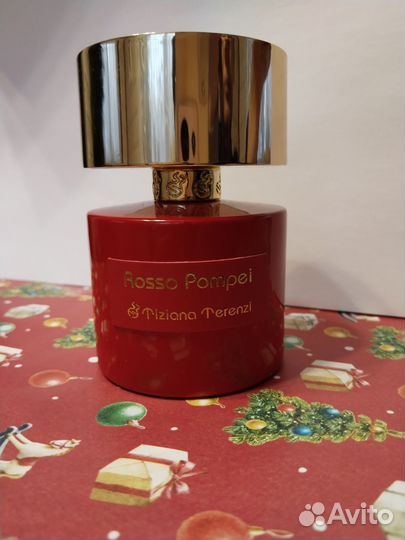 Rosso Pompei
Tiziana Terenzi
Avito